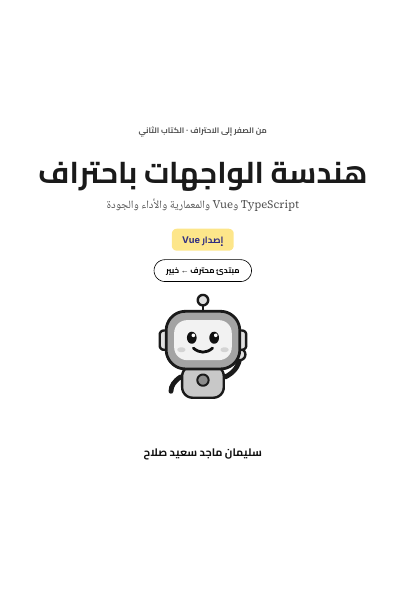 من الصفر إلى الاحتراف · الكتاب الثاني
هندسة الواجهات باحتراف
TypeScript وVue والمعمارية والأداء والجودة
إصدار Vue
مبتدئ محترف ← خبير
سليمان ماجد سعيد صلاح